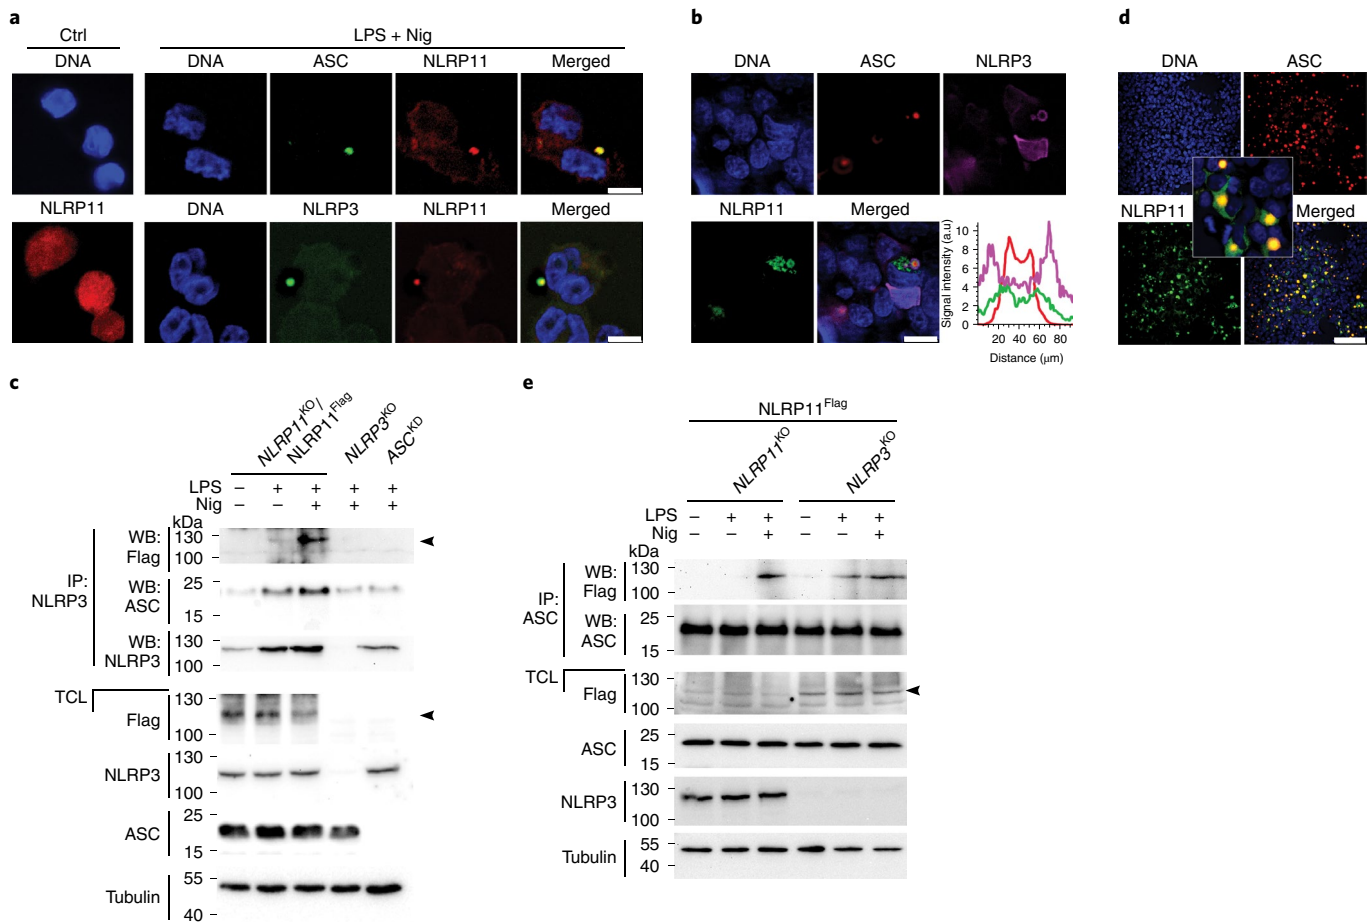 a
Ctrl
LPS + Nig
DNA
DNA
ASC
NLRP11
Merged
NLRP11
DNA
NLRP3
NLRP11
Merged
b
DNA
ASC
NLRP3
NLRP11
Merged
Signal intensity (a.u)
10
8
6
4
2
0
20 40 60 80
Distance (μm)
d
DNA
ASC
NLRP11
Merged
c
NLRP11KO/
NLRP11Flag
NLRP3KO
ASCKD
LPS – + + + +
Nig – – + + +
kDa
IP:
NLRP3
WB:
Flag
130
100
WB:
ASC
25
15
WB:
NLRP3
130
100
TCL
Flag
130
100
NLRP3
130
100
ASC
25
15
Tubulin
55
40
e
NLRP11Flag
NLRP11KO
NLRP3KO
LPS – + + – + +
Nig – – + – – +
kDa
IP:
ASC
WB:
Flag
130
100
WB:
ASC
25
15
TCL
Flag
130
100
ASC
25
15
NLRP3
130
100
Tubulin
55
40